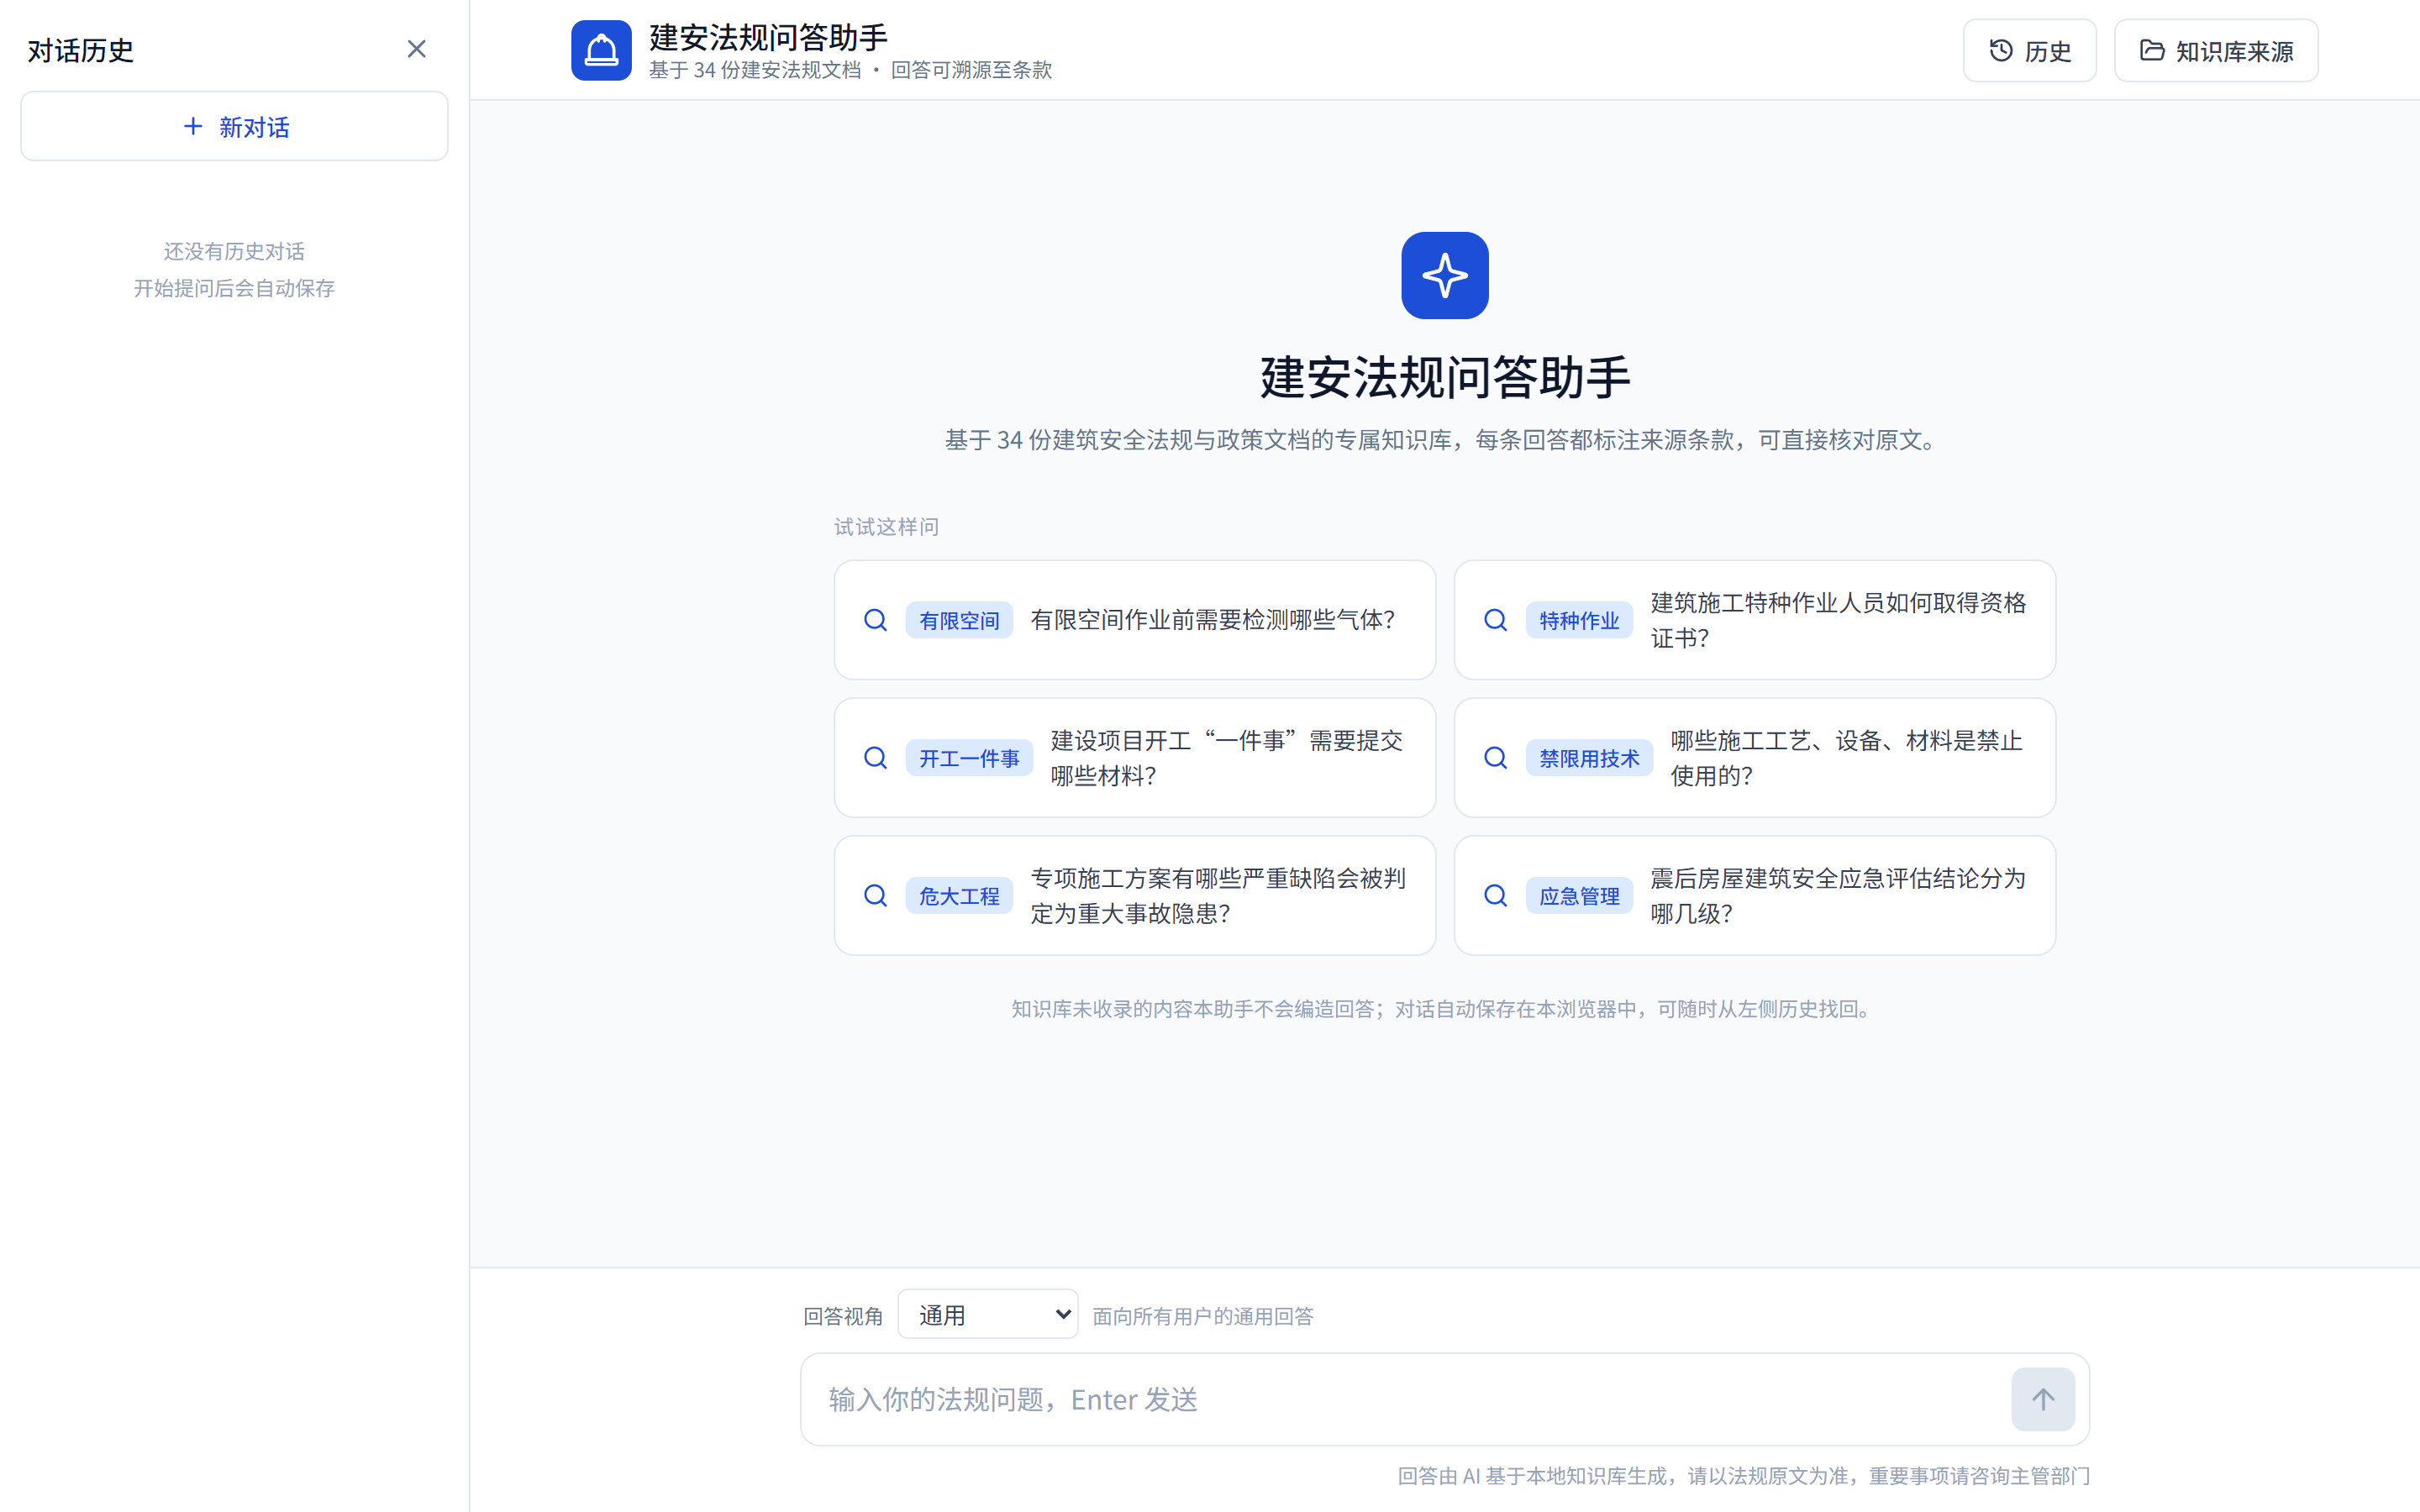 对话历史
新对话
还没有历史对话
开始提问后会自动保存
建安法规问答助手
基于 34 份建安法规文档 · 回答可溯源至条款
历史
知识库来源
建安法规问答助手
基于 34 份建筑安全法规与政策文档的专属知识库，每条回答都标注来源条款，可直接核对原文。
试试这样问
有限空间 有限空间作业前需要检测哪些气体？
特种作业 建筑施工特种作业人员如何取得资格
证书？
开工一件事 建设项目开工“一件事”需要提交
哪些材料？
禁限用技术 哪些施工工艺、设备、材料是禁止
使用的？
危大工程 专项施工方案有哪些严重缺陷会被判
定为重大事故隐患？
应急管理 震后房屋建筑安全应急评估结论分为
哪几级？
知识库未收录的内容本助手不会编造回答；对话自动保存在本浏览器中，可随时从左侧历史找回。
回答视角 通用 面向所有用户的通用回答
输入你的法规问题，Enter 发送
回答由 AI 基于本地知识库生成，请以法规原文为准，重要事项请咨询主管部门